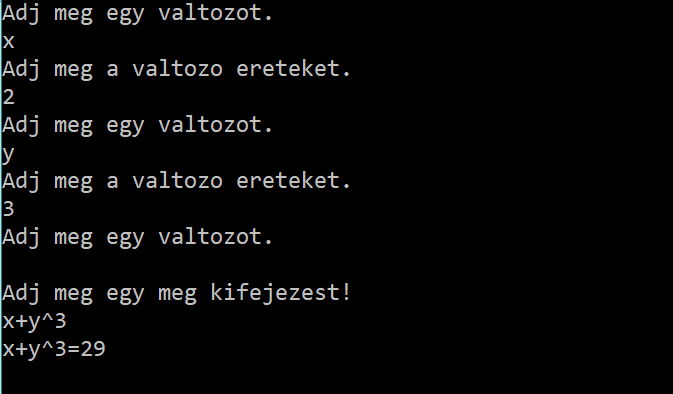 Adj meg egy valtozot.
x
Adj meg a valtozo ereteket.
2
Adj meg egy valtozot.
y
Adj meg a valtozo ereteket.
3
Adj meg egy valtozot.
Adj meg egy meg kifejezest!
x+y^3
x+y^3=29